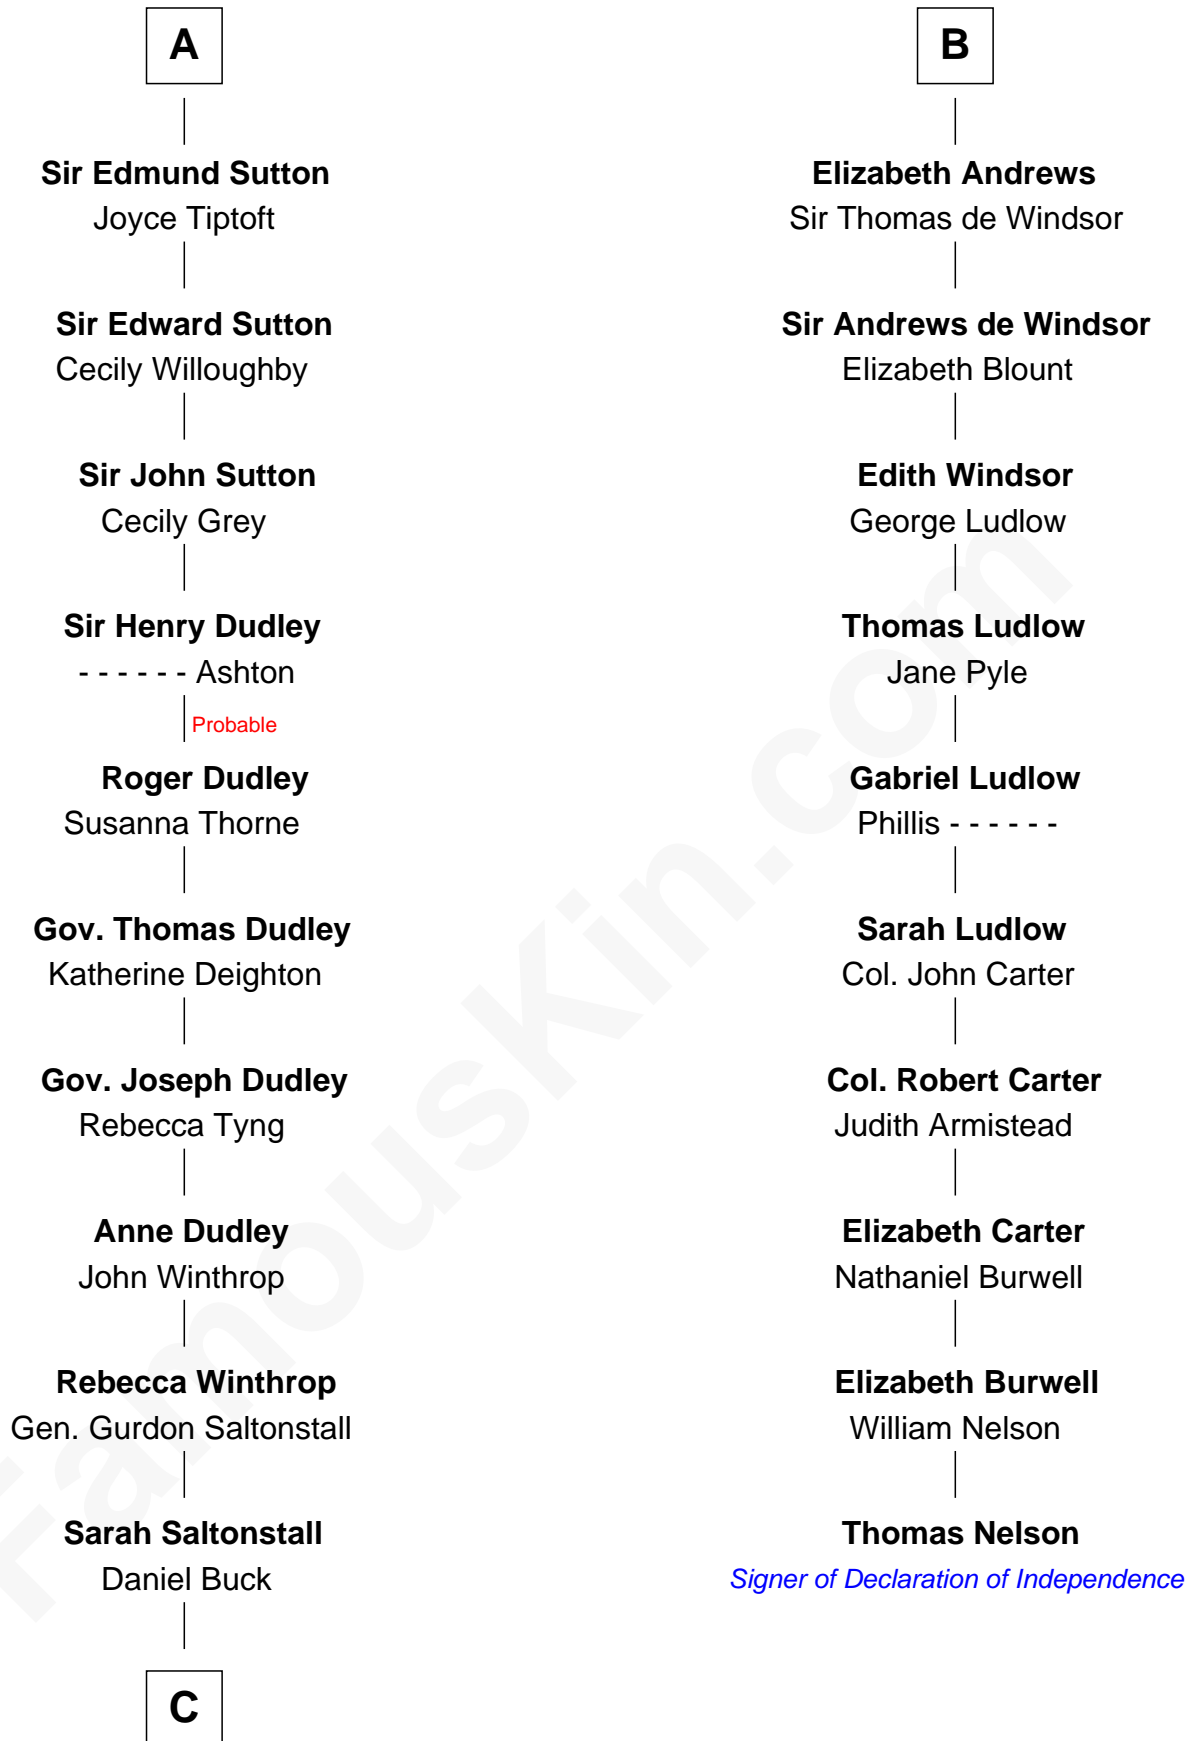 A
Sir Edmund Sutton
Joyce Tiptoft
Sir Edward Sutton
Cecily Willoughby
Sir John Sutton
Cecily Grey
Sir Henry Dudley
- - - - - - Ashton
Probable
Roger Dudley
Susanna Thorne
Gov. Thomas Dudley
Katherine Deighton
Gov. Joseph Dudley
Rebecca Tyng
Anne Dudley
John Winthrop
Rebecca Winthrop
Gen. Gurdon Saltonstall
Sarah Saltonstall
Daniel Buck
C
B
Elizabeth Andrews
Sir Thomas de Windsor
Sir Andrews de Windsor
Elizabeth Blount
Edith Windsor
George Ludlow
Thomas Ludlow
Jane Pyle
Gabriel Ludlow
Phillis - - - - - -
Sarah Ludlow
Col. John Carter
Col. Robert Carter
Judith Armistead
Elizabeth Carter
Nathaniel Burwell
Elizabeth Burwell
William Nelson
Thomas Nelson
Signer of Declaration of Independence
FamousKin.com